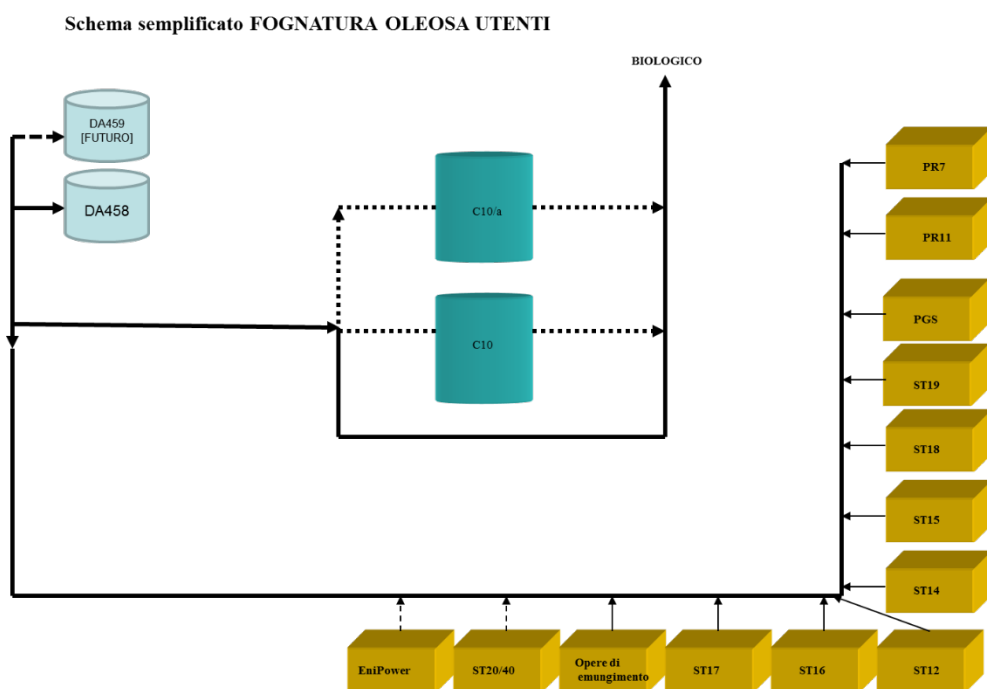 Schema semplificato FOGNATURA OLEOSA UTENTI
BIOLOGICO
DA459
[FUTURO]
DA458
C10/a
C10
PR7
PR11
PGS
ST19
ST18
ST15
ST14
EniPower
ST20/40
Opere di
emungimento
ST17
ST16
ST12